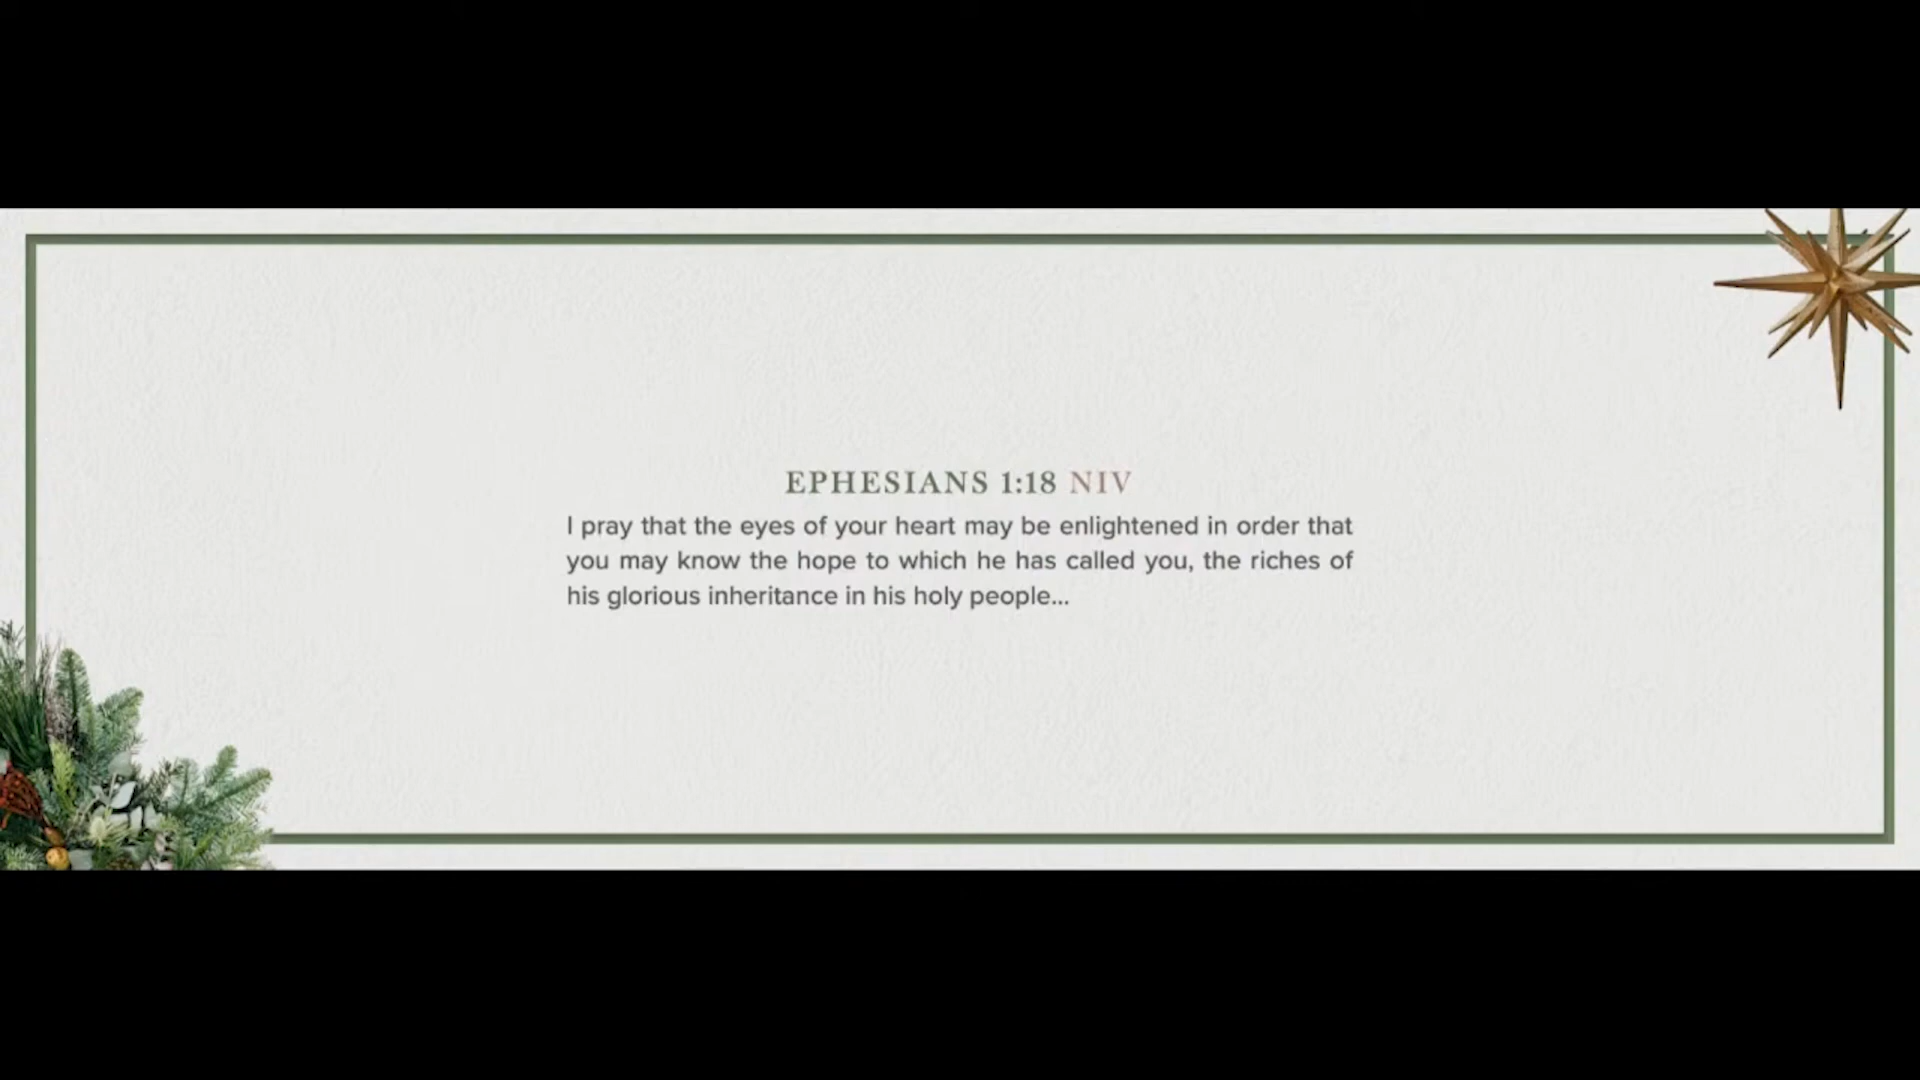 EPHESIANS 1:18 NIV
I pray that the eyes of your heart may be enlightened in order that
you may know the hope to which he has called you, the riches of
his glorious inheritance in his holy people...